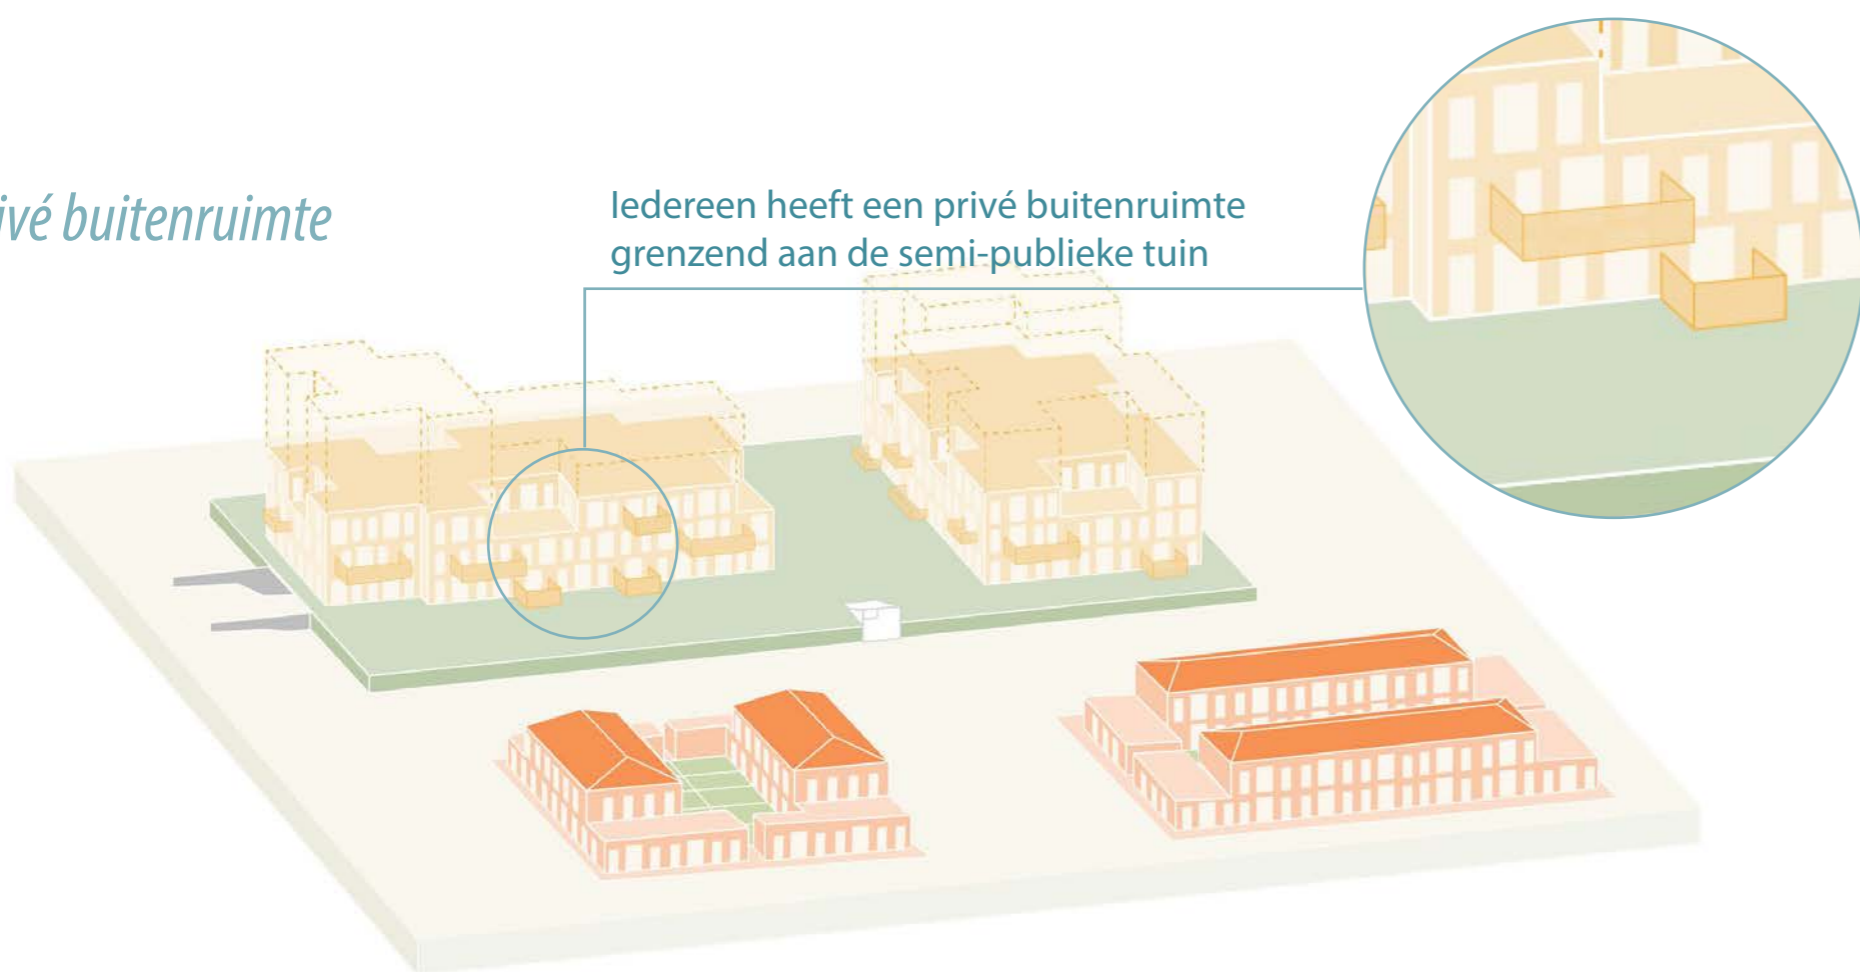 ivé buitenruimte
Iedereen heeft een privé buitenruimte
grenzend aan de semi-publieke tuin